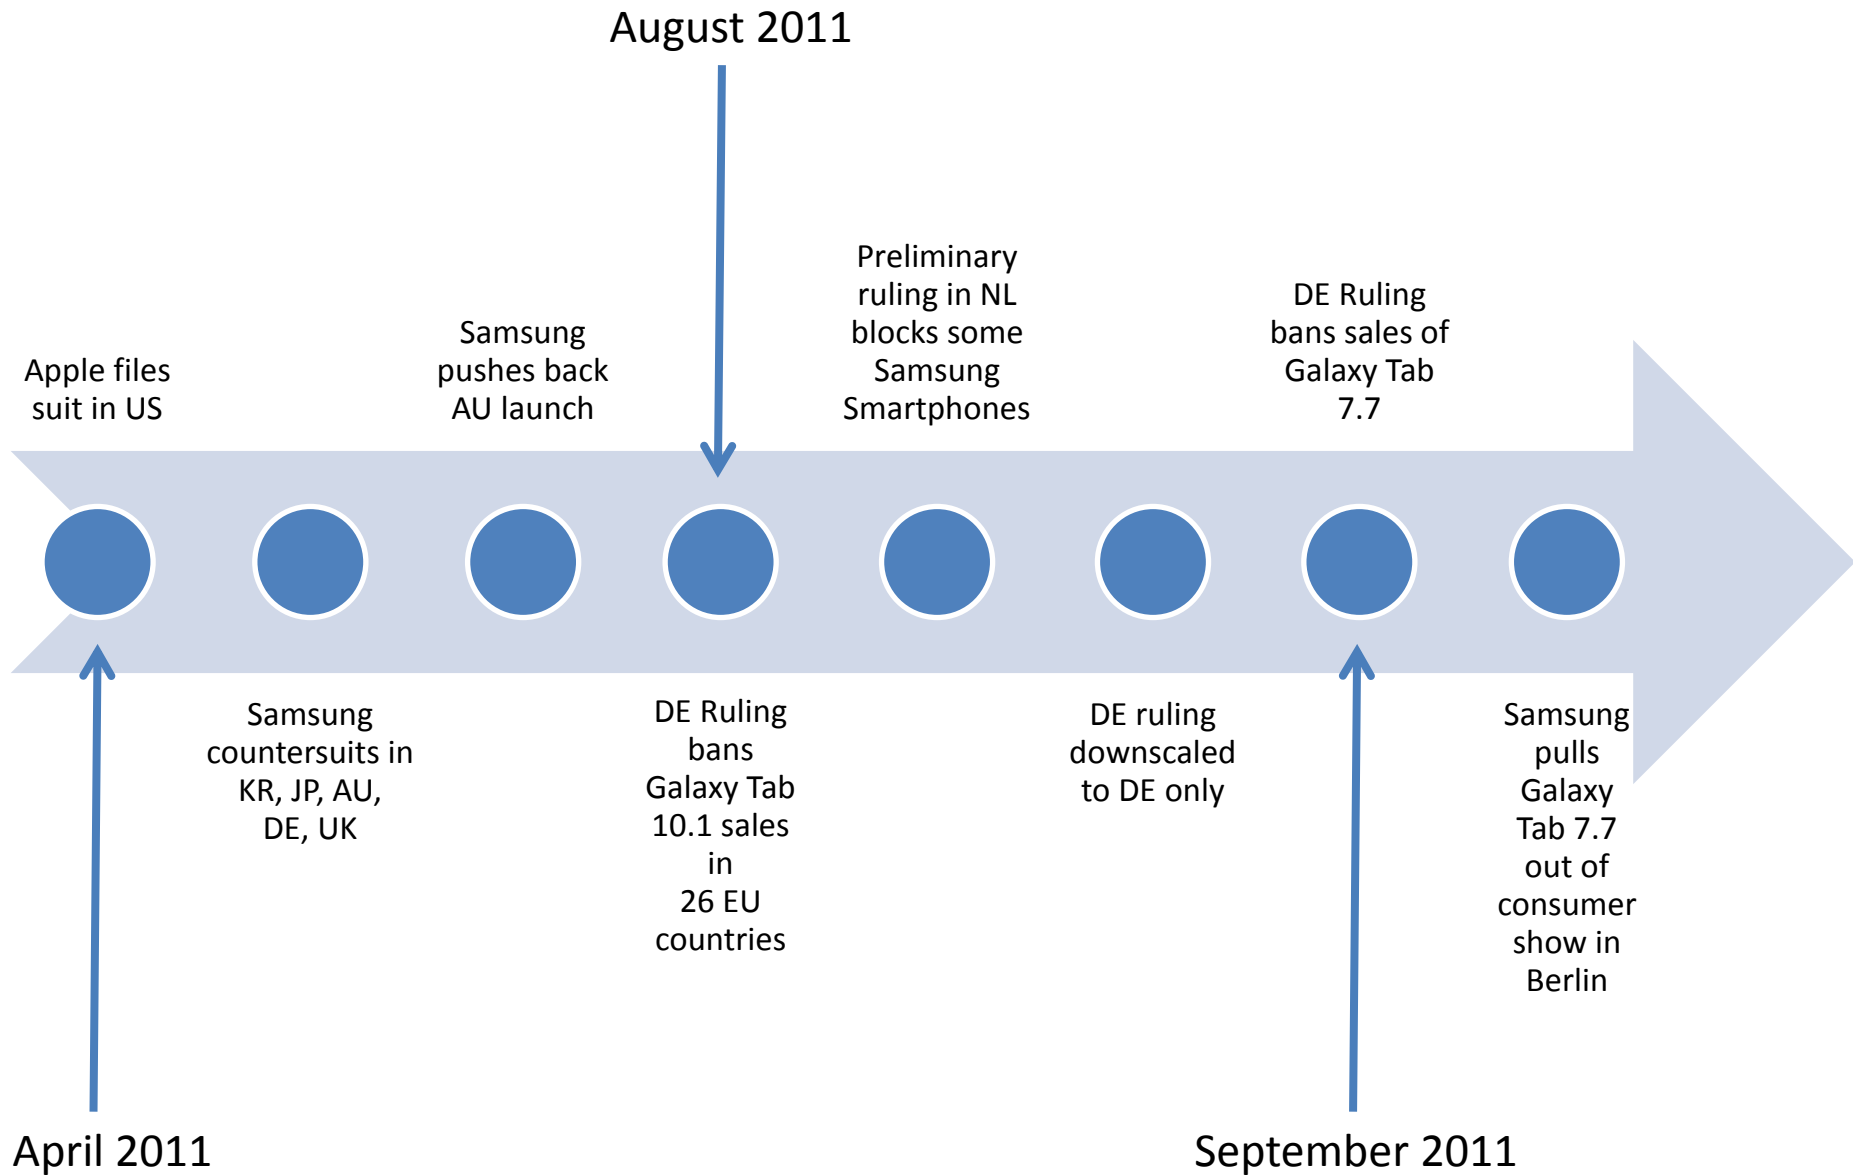 August 2011
Apple files
suit in US
Samsung
pushes back
AU launch
Preliminary
ruling in NL
blocks some
Samsung
Smartphones
DE Ruling
bans sales of
Galaxy Tab
7.7
Samsung
countersuits in
KR, JP, AU,
DE, UK
DE Ruling
bans
Galaxy Tab
10.1 sales
in
26 EU
countries
DE ruling
downscaled
to DE only
Samsung
pulls
Galaxy
Tab 7.7
out of
consumer
show in
Berlin
April 2011
September 2011